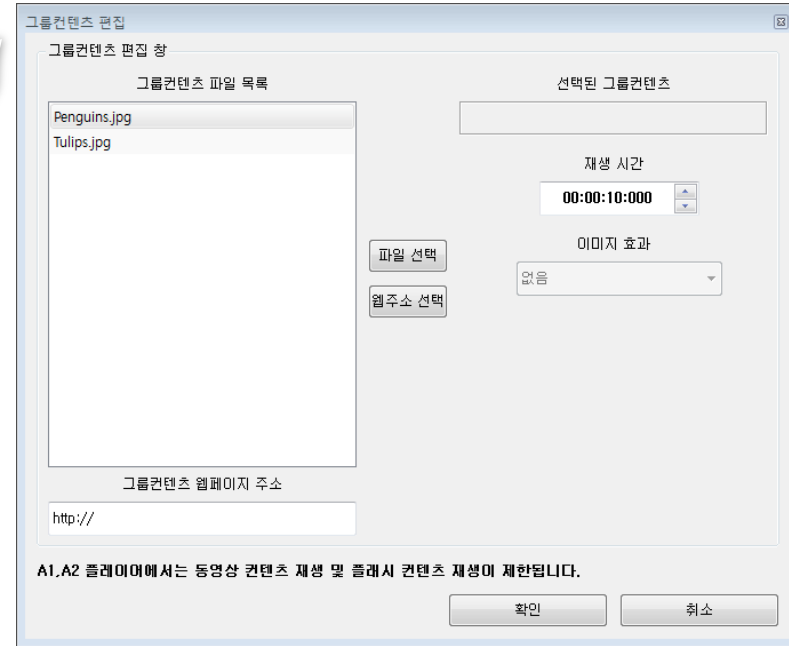 그룹컨텐츠 편집
그룹컨텐츠 편집 창
그룹컨텐츠 파일 목록
Penguins.jpg
Tulips.jpg
파일 선택
웹주소 선택
그룹컨텐츠 웹페이지 주소
http://
선택된 그룹컨텐츠
재생 시간
00:00:10:000
이미지 효과
없음
A1,A2 플레이어에서는 동영상 컨텐츠 재생 및 플래시 컨텐츠 재생이 제한됩니다.
확인
취소